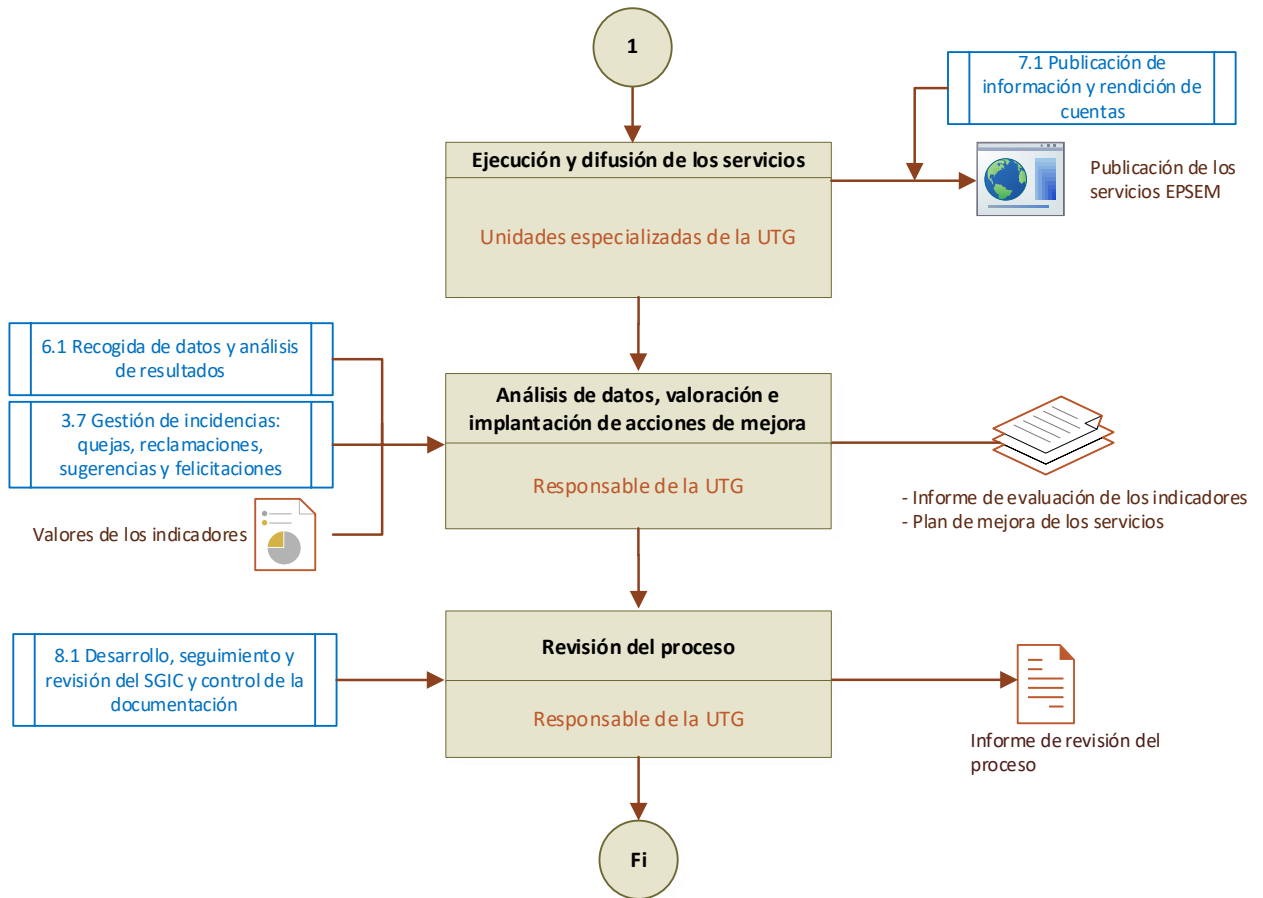 1
7.1 Publicación de
información y rendición de
cuentas
Ejecución y difusión de los servicios
Unidades especializadas de la UTG
Publicación de los
servicios EPSEM
6.1 Recogida de datos y análisis
de resultados
3.7 Gestión de incidencias:
quejas, reclamaciones,
sugerencias y felicitaciones
Valores de los indicadores
Análisis de datos, valoración e
implantación de acciones de mejora
Responsable de la UTG
- Informe de evaluación de los indicadores
- Plan de mejora de los servicios
8.1 Desarrollo, seguimiento y
revisión del SGIC y control de la
documentación
Revisión del proceso
Responsable de la UTG
Informe de revisión del
proceso
Fi